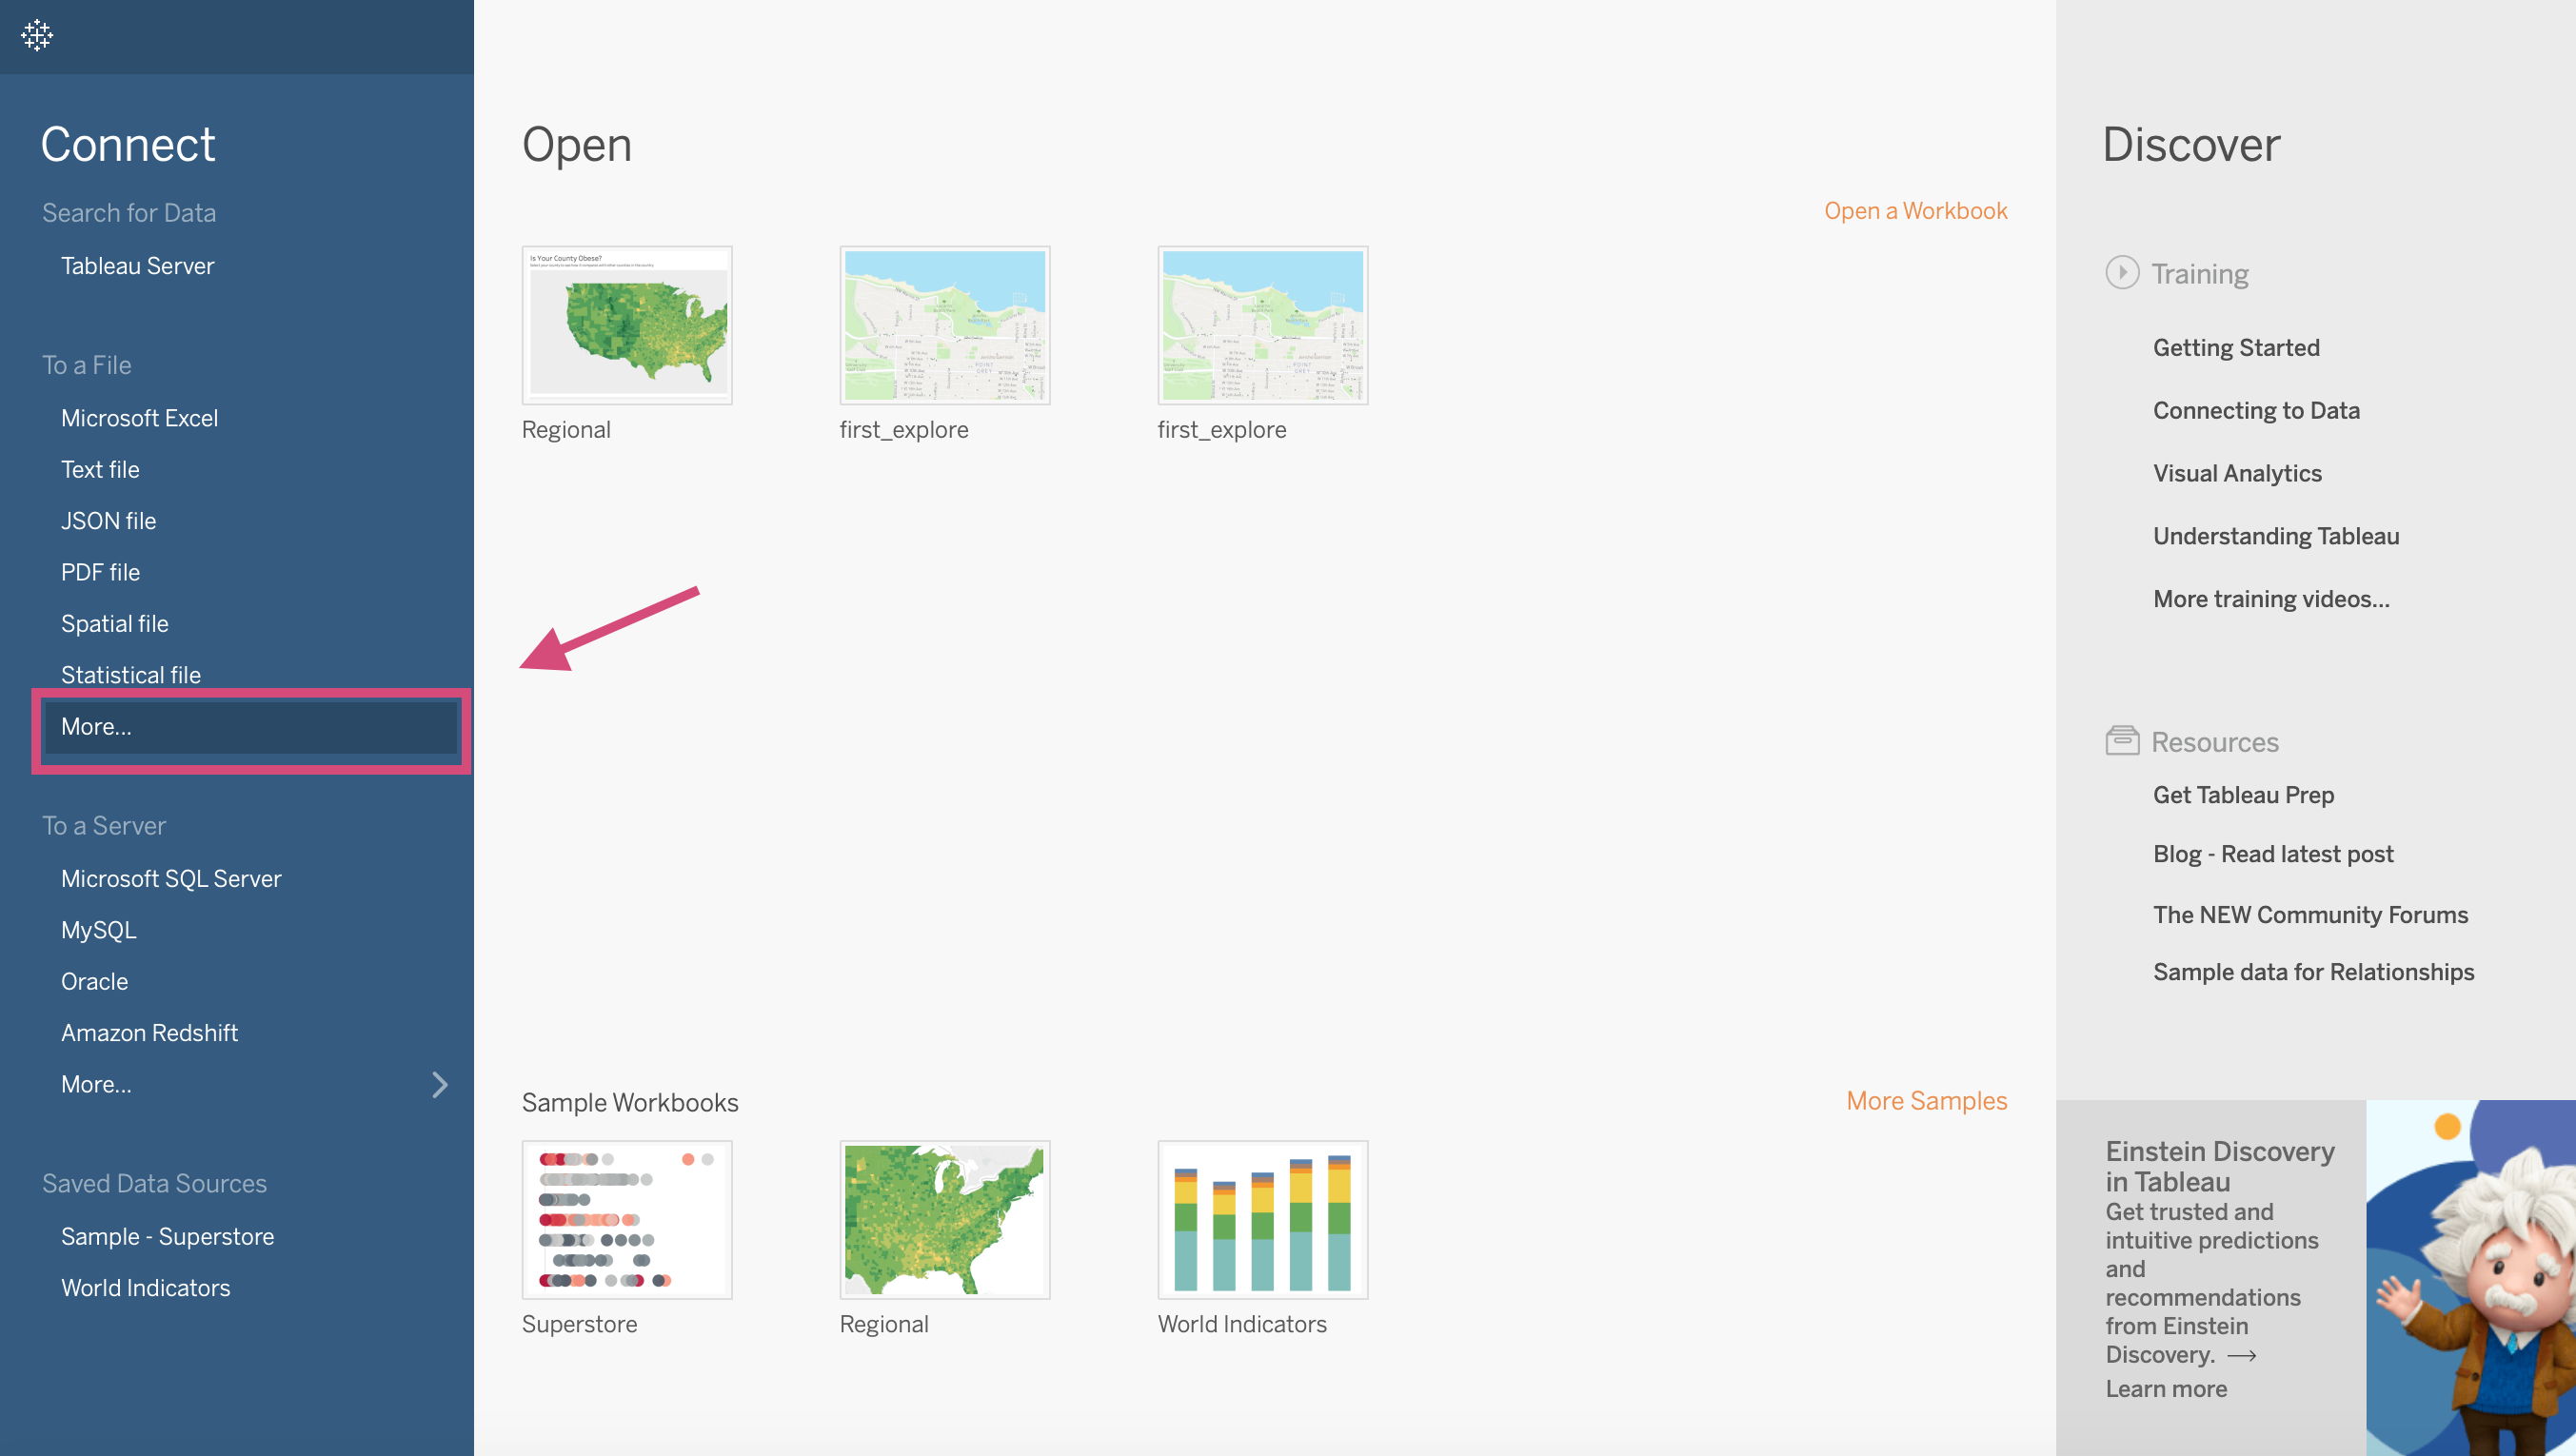 Connect
Search for Data
Tableau Server
To a File
Microsoft Excel
Text file
JSON file
PDF file
Spatial file
Statistical file
More...
To a Server
Microsoft SQL Server
MySQL
Oracle
Amazon Redshift
More...
Saved Data Sources
Sample - Superstore
World Indicators
Open
Open a Workbook
Is Your County Obese?
Regional
first_explore
first_explore
Sample Workbooks
More Samples
Superstore
Regional
World Indicators
Discover
Training
Getting Started
Connecting to Data
Visual Analytics
Understanding Tableau
More training videos...
Resources
Get Tableau Prep
Blog - Read latest post
The NEW Community Forums
Sample data for Relationships
Einstein Discovery
in Tableau
Get trusted and
intuitive predictions
and
recommendations
from Einstein
Discovery. →
Learn more